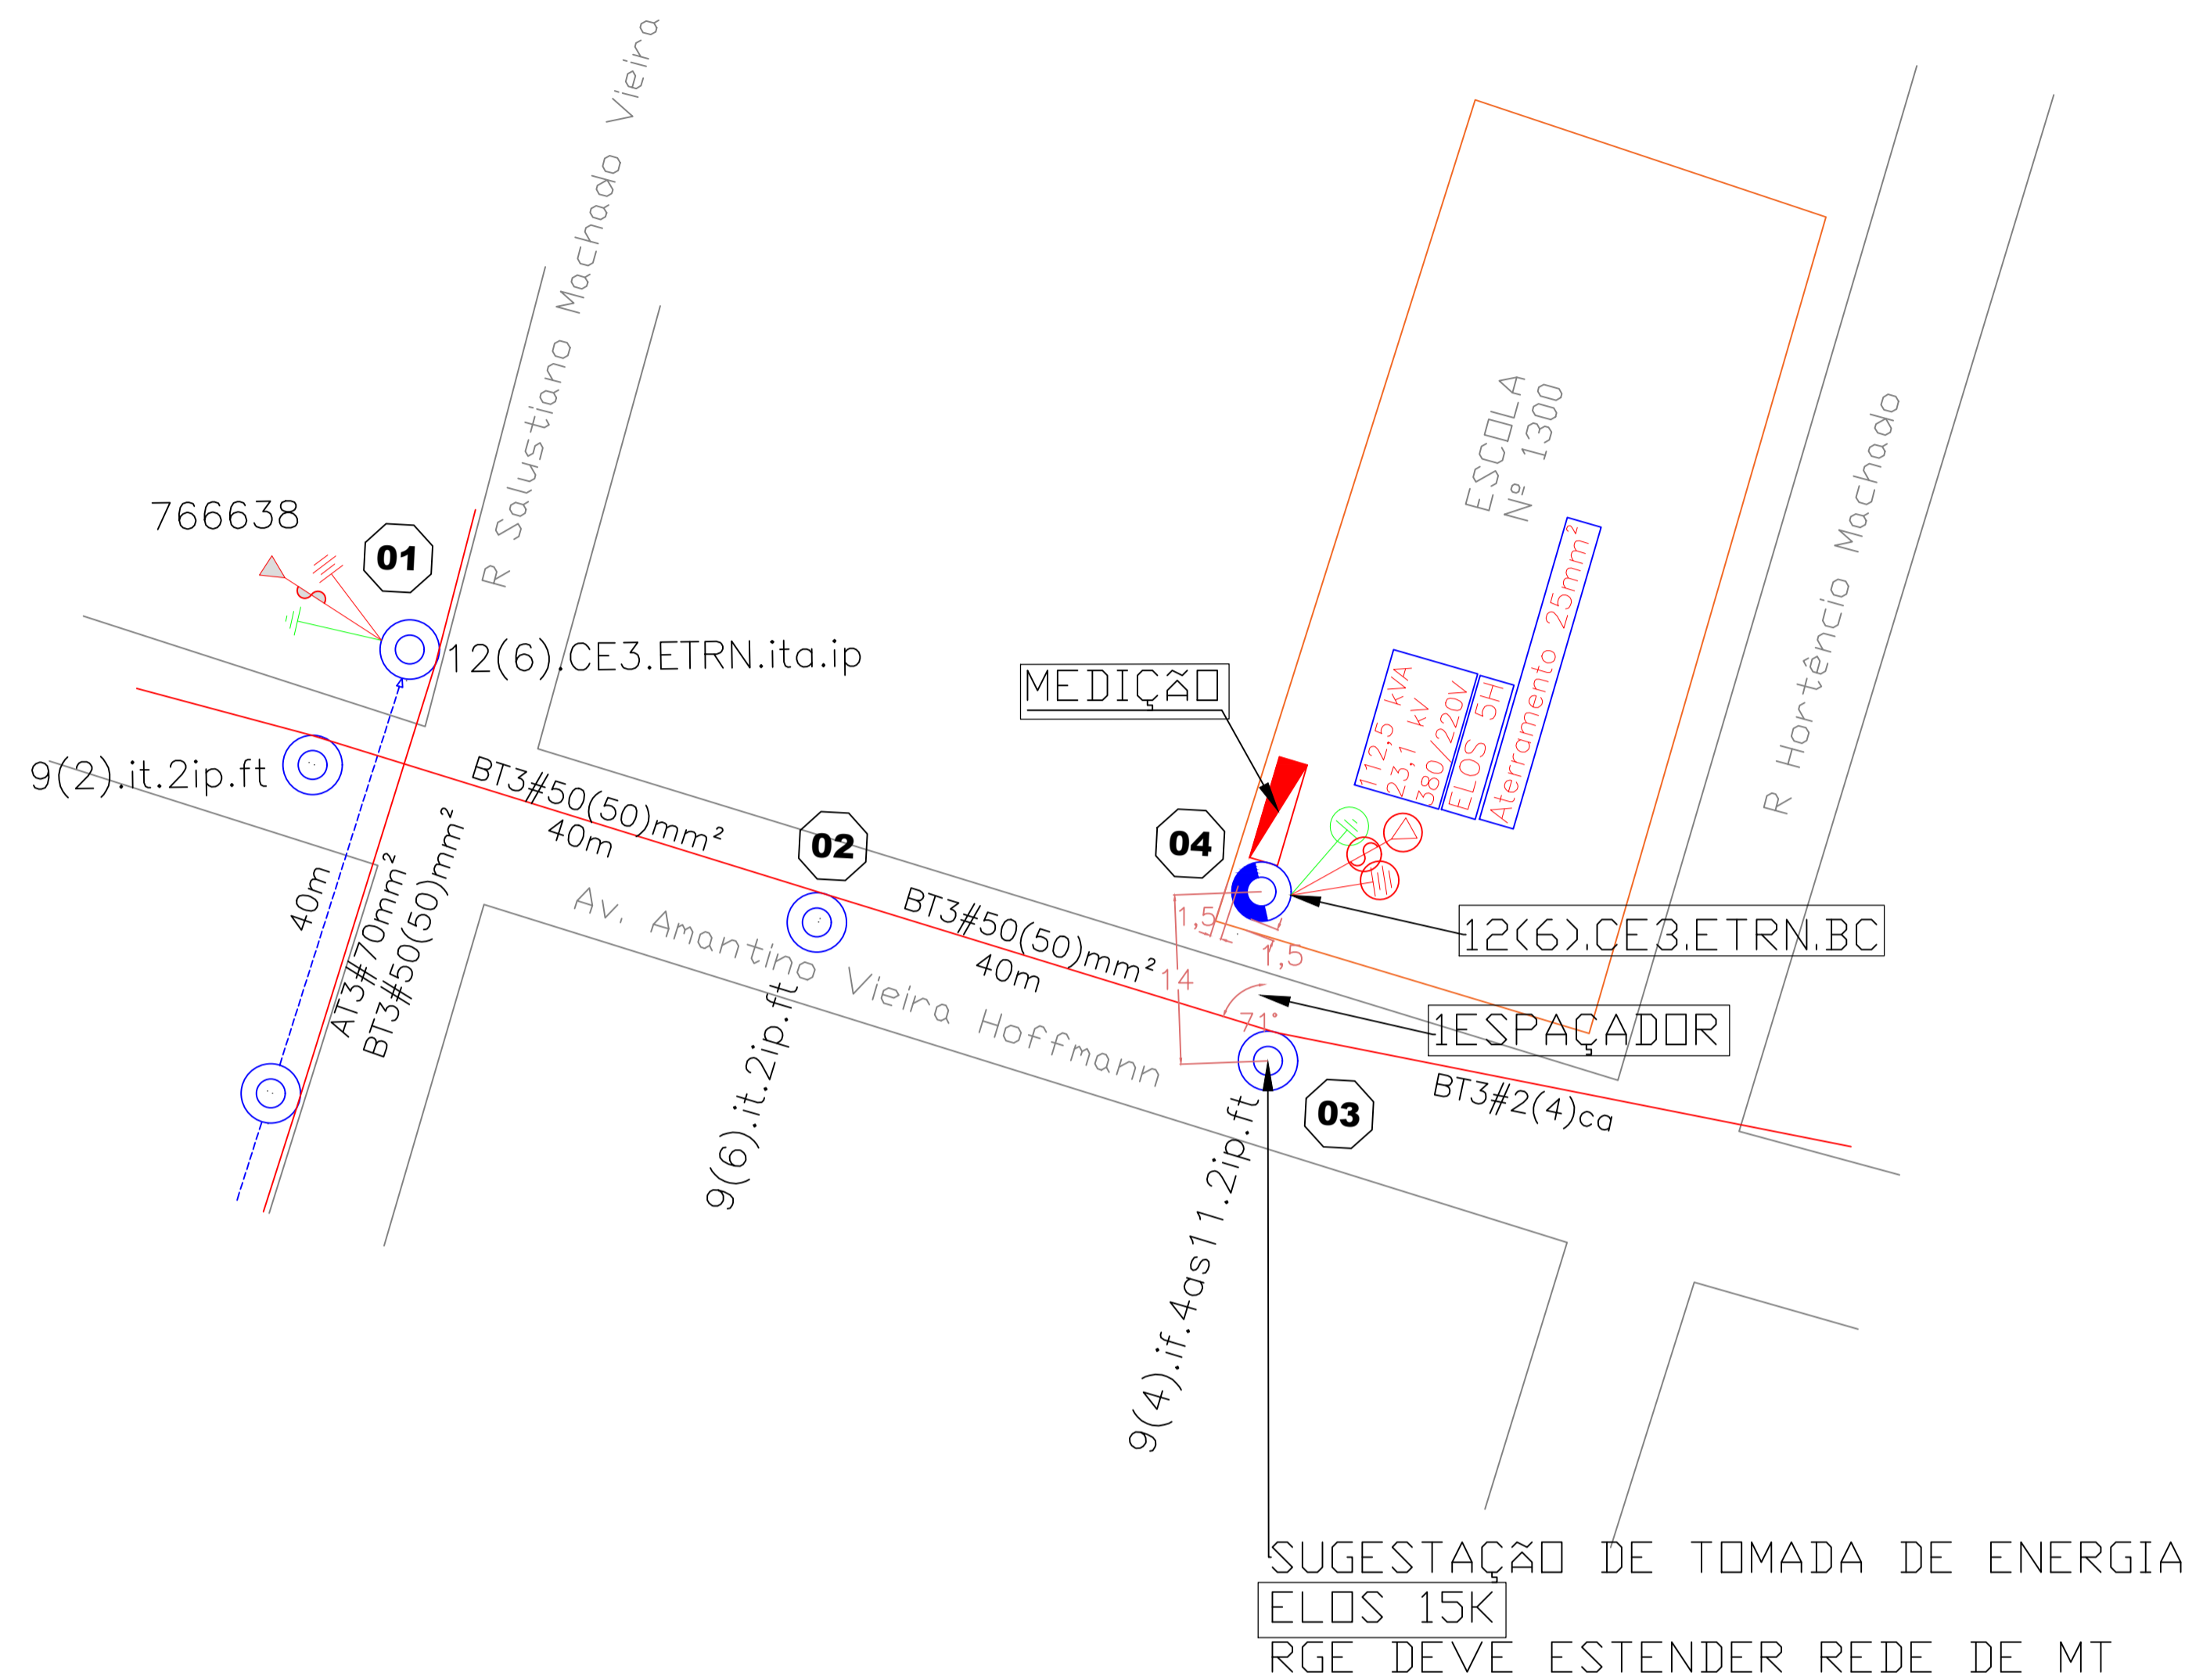 R Salustiano Machado Vieira
766638
01
12(6).CE3.ETRN.ita.ip
9(2).it.2ip.ft
BT3#50(50)mm²
40m
40m
AT3#70mm²
BT3#50(50)mm²
02
Av. Amantino Vieira Hoffmann
9(6).it.2ip.ft
BT3#50(50)mm²
40m
MEDIÇÃO
04
ESCOLA
Nº 1300
112,5 kVA
23,1 kV
380/220V
ELOS 5H
Aterramento 25mm²
R Hortêncio Machado
12(6).CE3.ETRN.BC
1,5
1,5
14
71°
1ESPAÇADOR
03
BT3#2(4)ca
9(4).if.4as11.2ip.ft
SUGESTAÇÃO DE TOMADA DE ENERGIA
ELOS 15K
RGE DEVE ESTENDER REDE DE MT